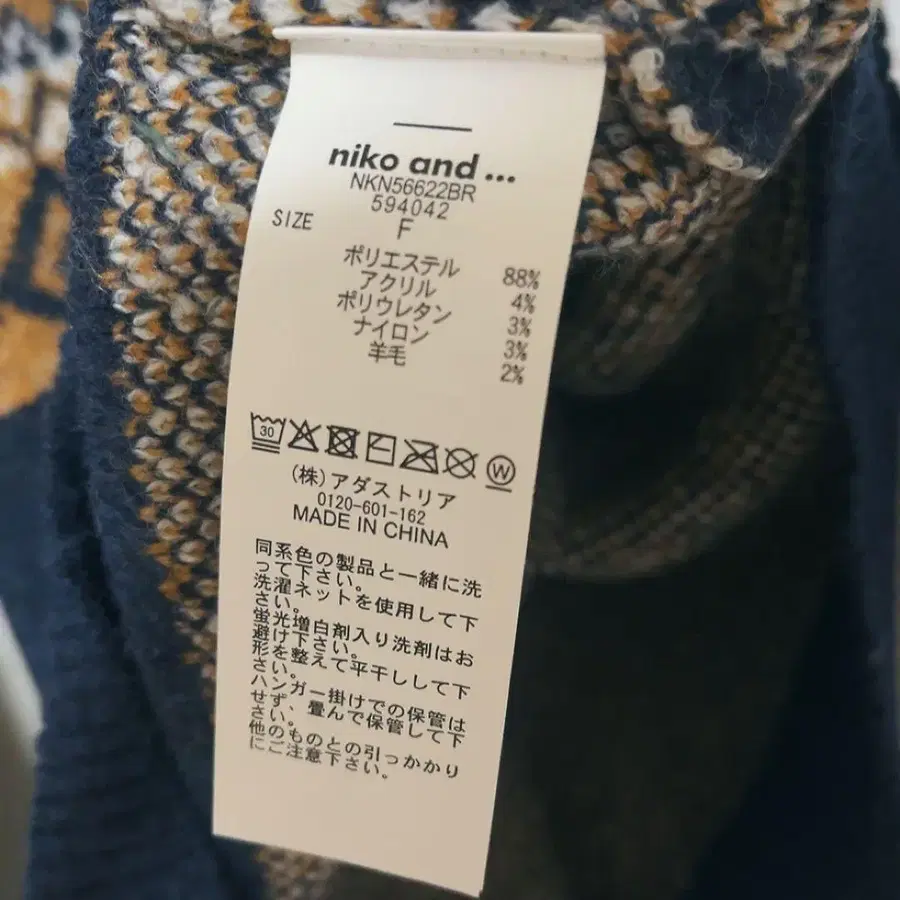 niko and ...
NKN56622BR
594042
SIZE F
ポリエステル 88%
アクリル 4%
ポリウレタン 3%
ナイロン 3%
羊毛 2%
30
W
(株)アダストリア
0120-601-162
MADE IN CHINA
同系色の製品と一緒に洗
って下さい。
洗濯ネットを使用して下
さい。
蛍光増白剤入り洗剤はお
避け下さい。
形を整えて平干しして下
さい。
ハンガー掛けでの保管は
せず、畳んで保管して下
さい。
他のものとの引っかかり
にご注意下さい。